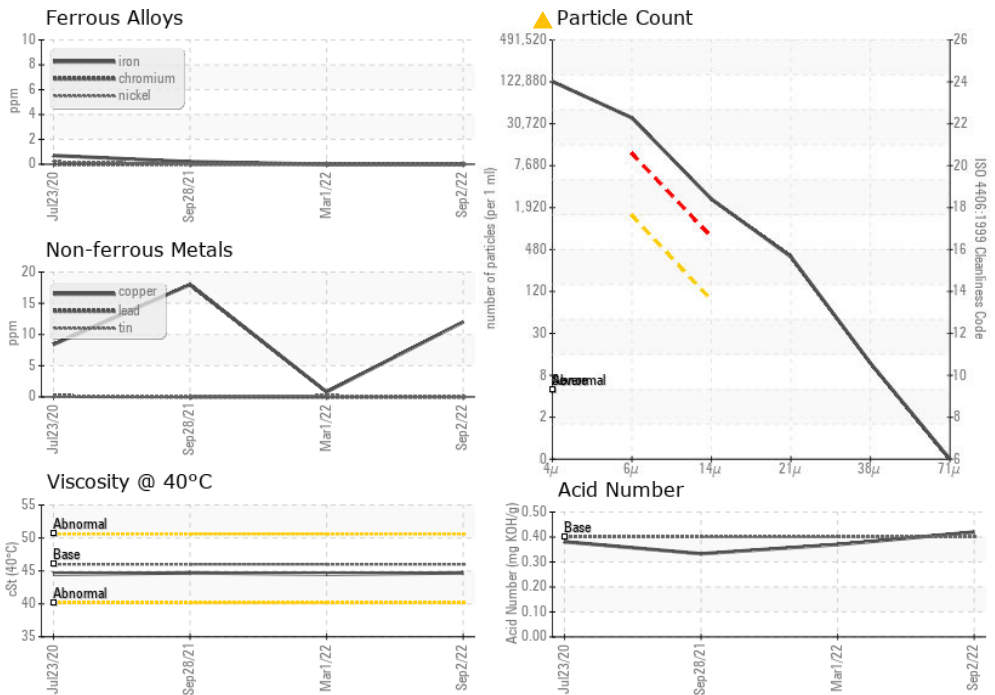 Ferrous Alloys
10
8
6
4
2
0
ppm
iron
chromium
nickel
Jul23/20
Sep28/21
Mar1/22
Sep2/22
Non-ferrous Metals
20
15
10
5
0
ppm
copper
lead
tin
Jul23/20
Sep28/21
Mar1/22
Sep2/22
Viscosity @ 40°C
55
50
45
40
35
cSt (40°C)
Abnormal
Base
Abnormal
Jul23/20
Sep28/21
Mar1/22
Sep2/22
Particle Count
491,520
122,880
30,720
7,680
1,920
480
120
30
8
2
0
number of particles (per 1 ml)
26
24
22
20
18
16
14
12
10
8
6
ISO 4406:1999 Cleanliness Code
Abnormal
4µ
6µ
14µ
21µ
38µ
71µ
Acid Number
0.50
0.40
0.30
0.20
0.10
0.00
Acid Number (mg KOH/g)
Base
Jul23/20
Sep28/21
Mar1/22
Sep2/22